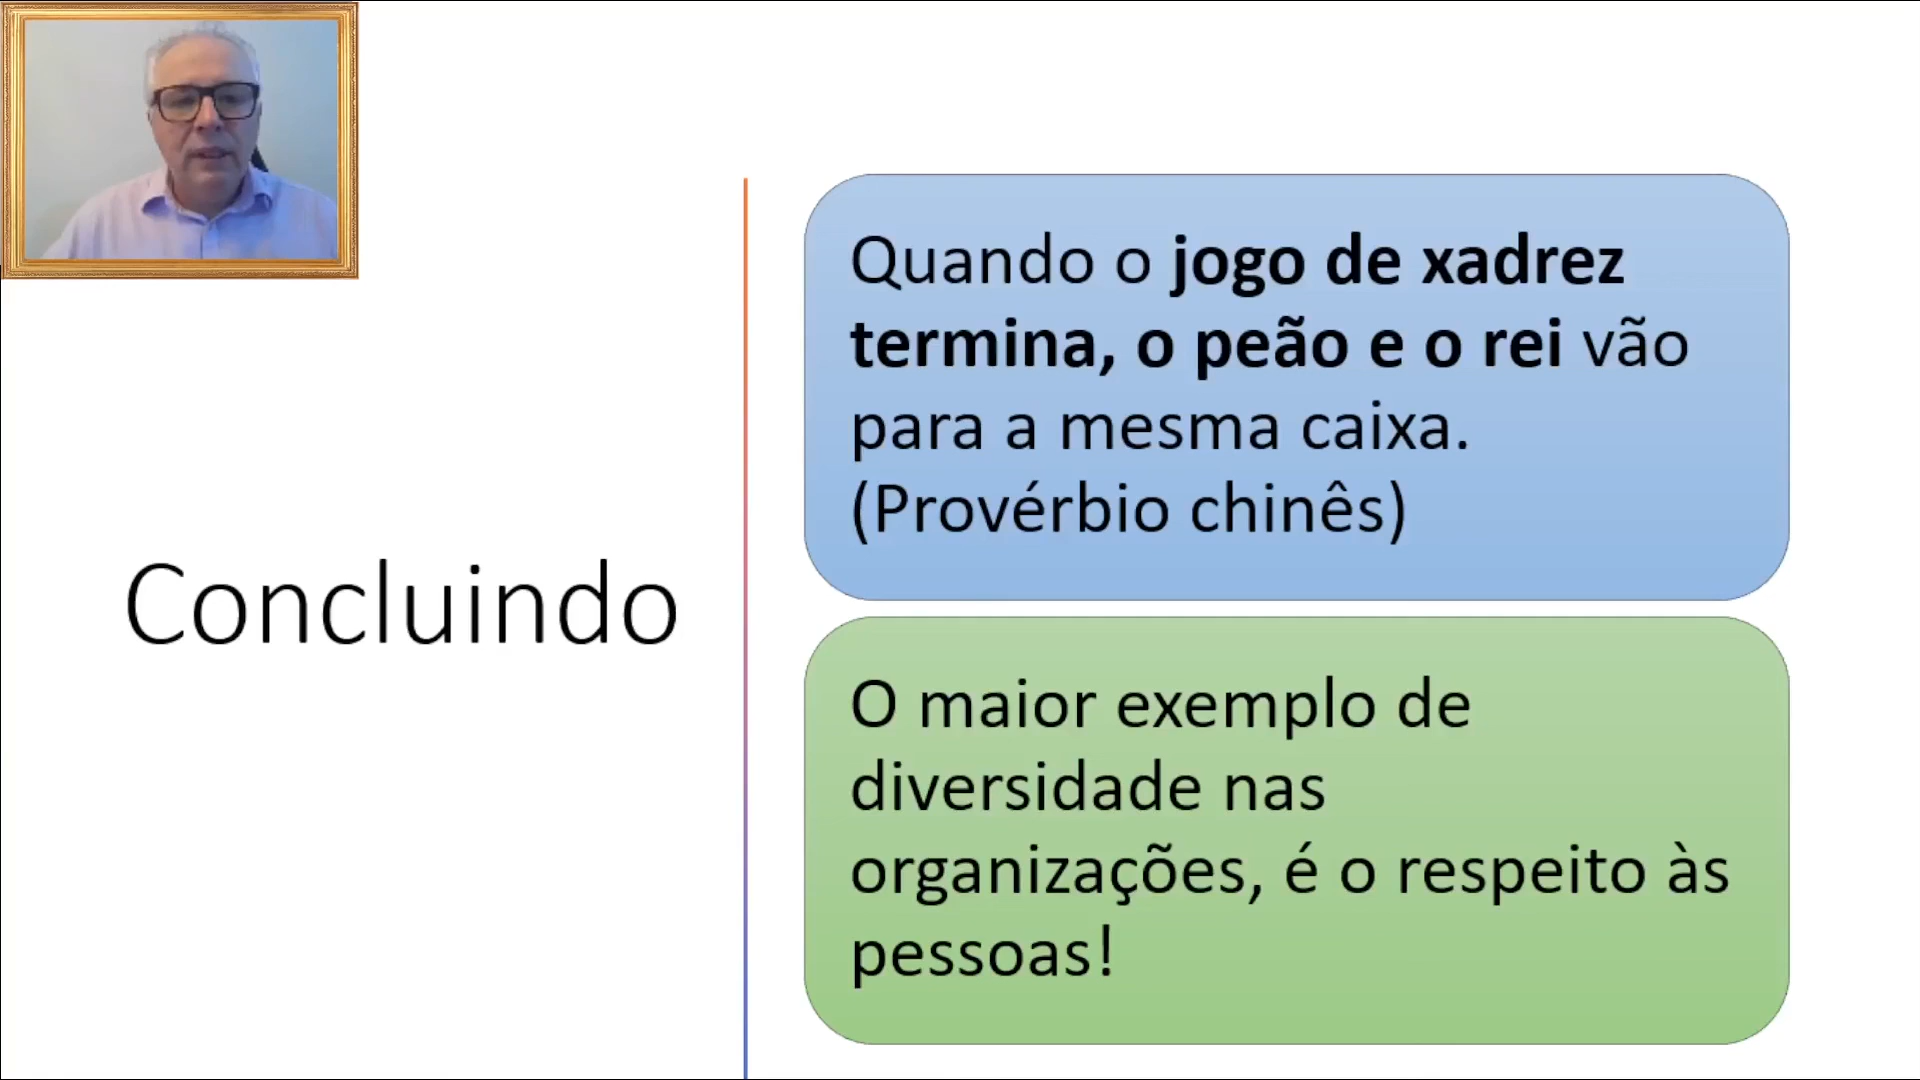 Concluindo
Quando o jogo de xadrez
termina, o peão e o rei vão
para a mesma caixa.
(Provérbio chinês)
O maior exemplo de
diversidade nas
organizações, é o respeito às
pessoas!